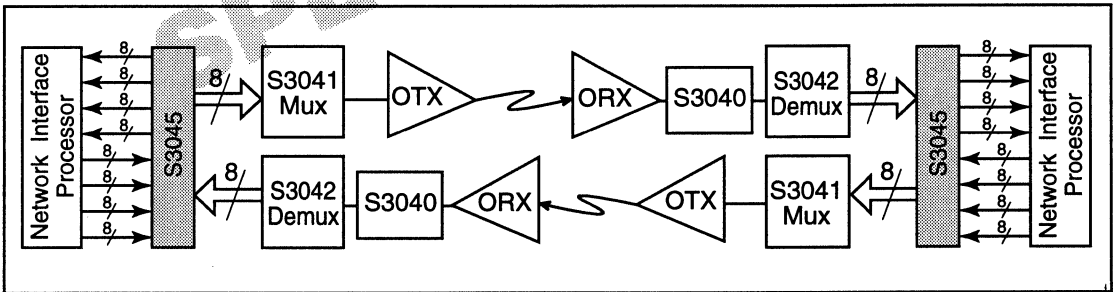 Network Interface
Processor
8
8
8
8
8
8
8
8
S3045
8
S3041
Mux
OTX
ORX
S3040
S3042
Demux
8
S3045
8
8
8
8
8
8
8
8
Network Interface
Processor
8
S3042
Demux
S3040
ORX
OTX
S3041
Mux
8